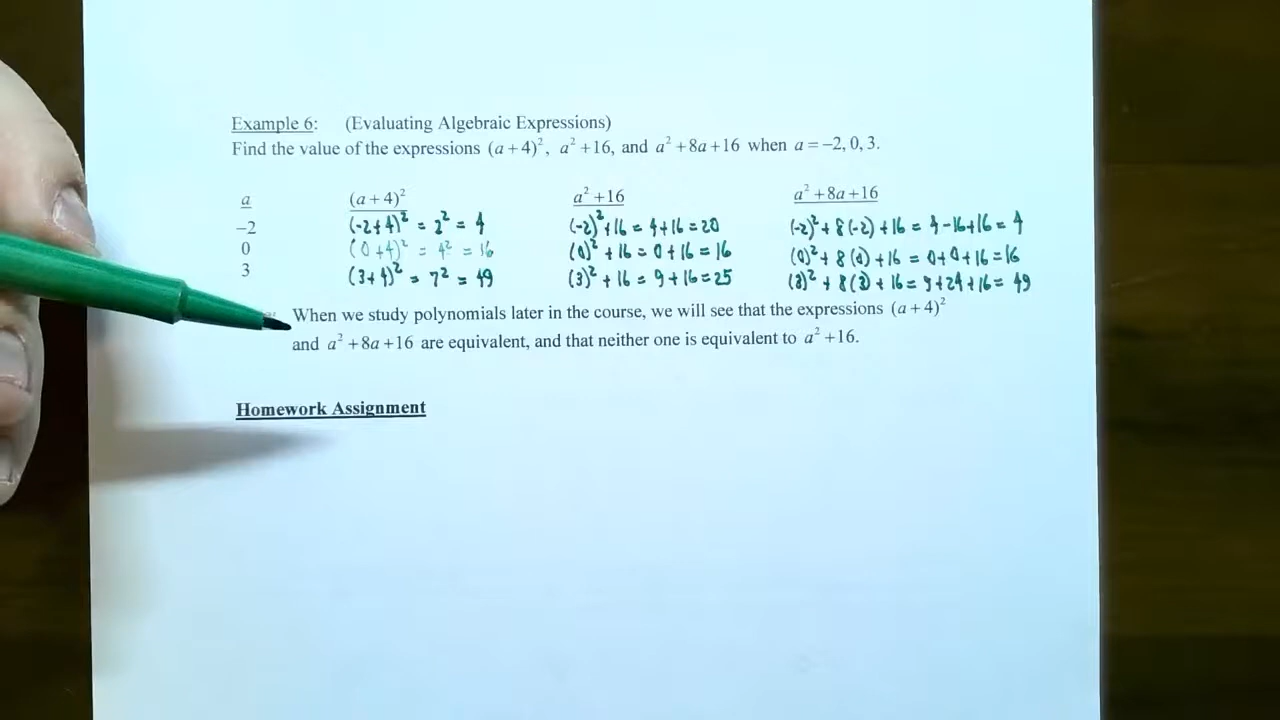 Example 6: (Evaluating Algebraic Expressions)
Find the value of the expressions (a+4)², a²+16, and a²+8a+16 when a=−2, 0, 3.
a (a+4)² a²+16 a²+8a+16
−2 (-2+4)² = 2² = 4 (-2)²+16 = 4+16 = 20 (-2)²+8(-2)+16 = 4-16+16 = 4
0 (0+4)² = 4² = 16 (0)²+16 = 0+16 = 16 (0)²+8(0)+16 = 0+0+16 = 16
3 (3+4)² = 7² = 49 (3)²+16 = 9+16 = 25 (3)²+8(3)+16 = 9+24+16 = 49
When we study polynomials later in the course, we will see that the expressions (a+4)²
and a²+8a+16 are equivalent, and that neither one is equivalent to a²+16.
Homework Assignment